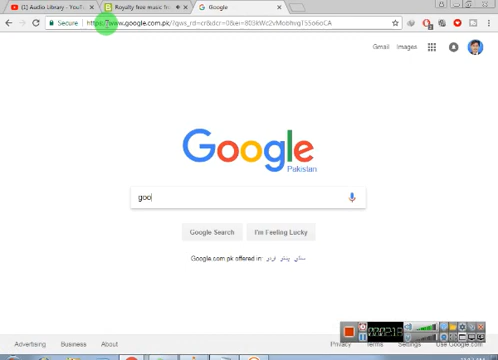 (1) Audio Library - YouT
Royalty free music fr
Google
Secure
https://www.google.com.pk/?gws_rd=cr&dcr=0&ei=
Gmail Images
Google
Pakistan
goo
Google Search I'm Feeling Lucky
Google.com.pk offered in: سنڌي پښتو اردو
Advertising Business About
Privacy Terms Settings Use Google.com